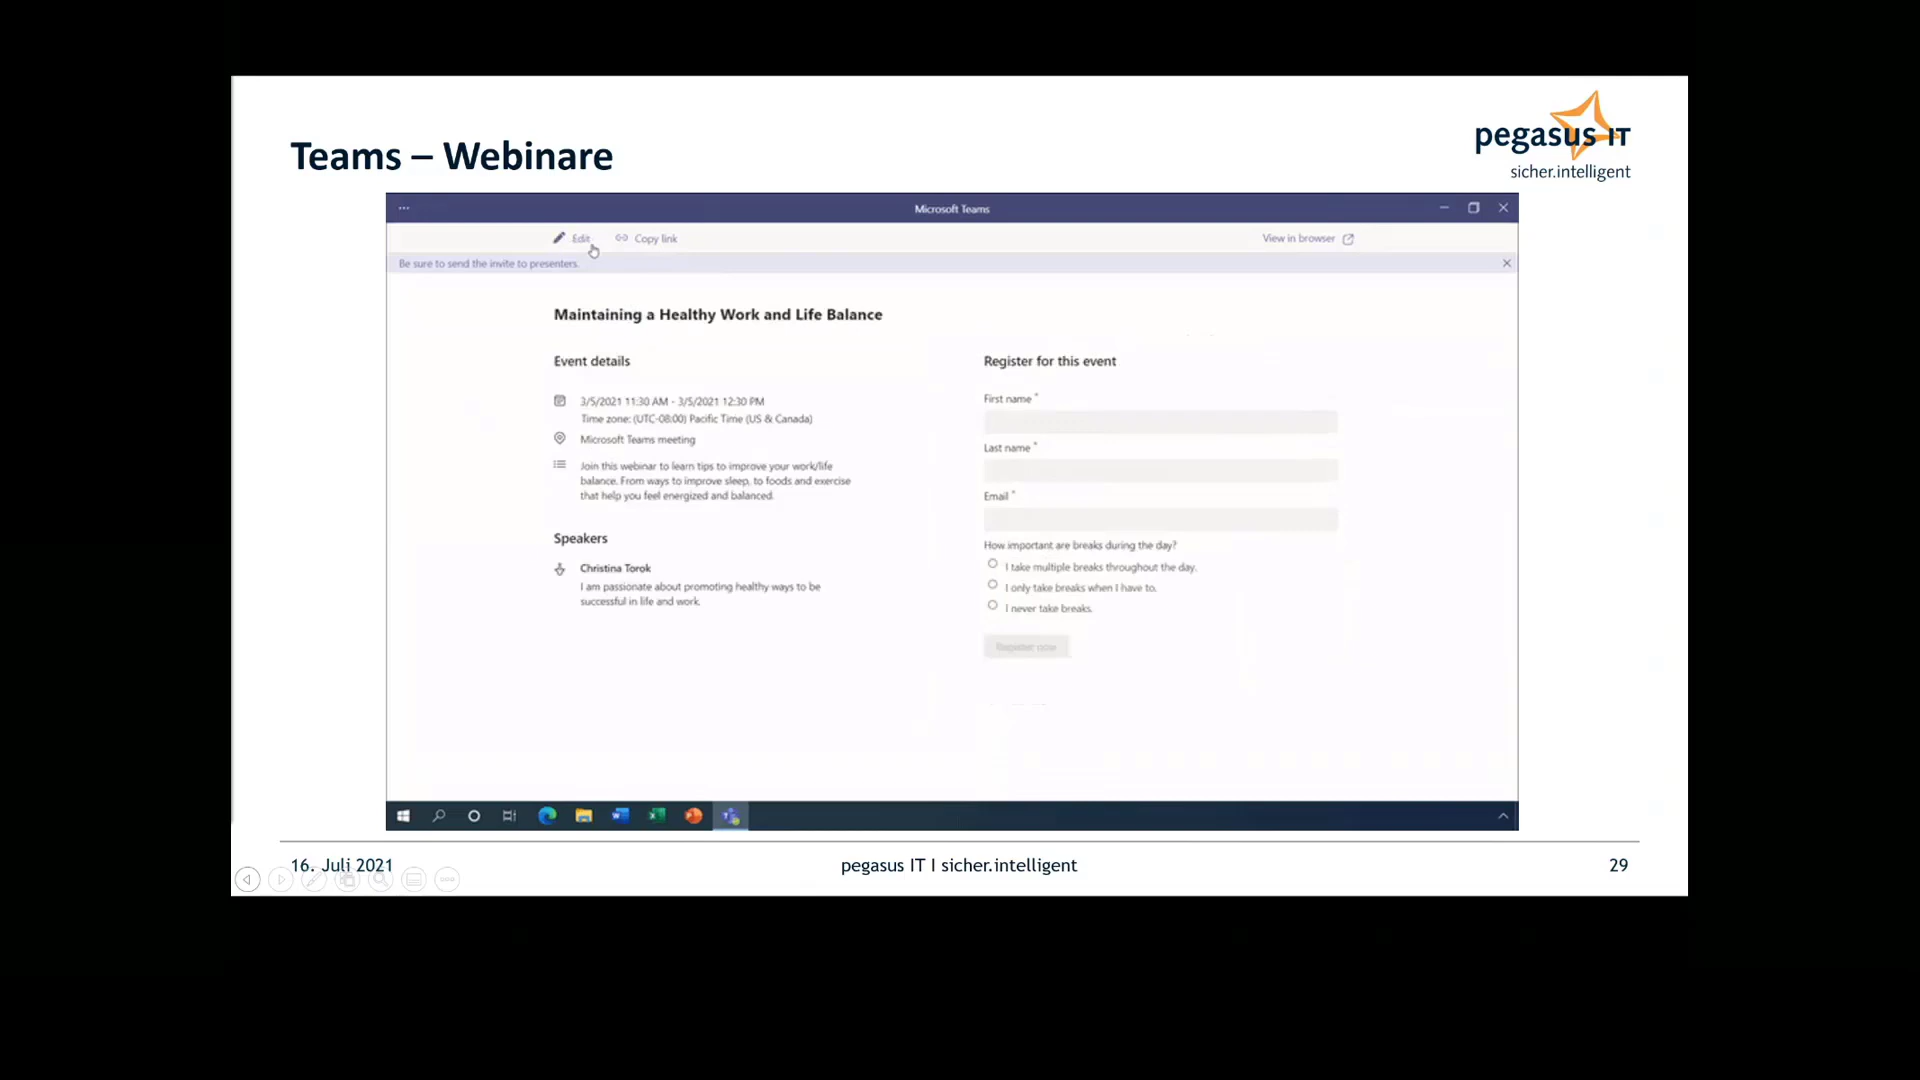 Teams – Webinare
pegasus IT
sicher.intelligent
Microsoft Teams
Edit
Copy link
View in browser
Be sure to send the invite to presenters.
Maintaining a Healthy Work and Life Balance
Event details
3/5/2021 11:30 AM - 3/5/2021 12:30 PM
Time zone: (UTC-08:00) Pacific Time (US & Canada)
Microsoft Teams meeting
Join this webinar to learn tips to improve your work/life
balance. From ways to improve sleep, to foods and exercise
that help you feel energized and balanced.
Speakers
Christina Torok
I am passionate about promoting healthy ways to be
successful in life and work.
Register for this event
First name *
Last name *
Email *
How important are breaks during the day?
I take multiple breaks throughout the day.
I only take breaks when I have to.
I never take breaks.
Register now
16. Juli 2021
pegasus IT I sicher.intelligent
29